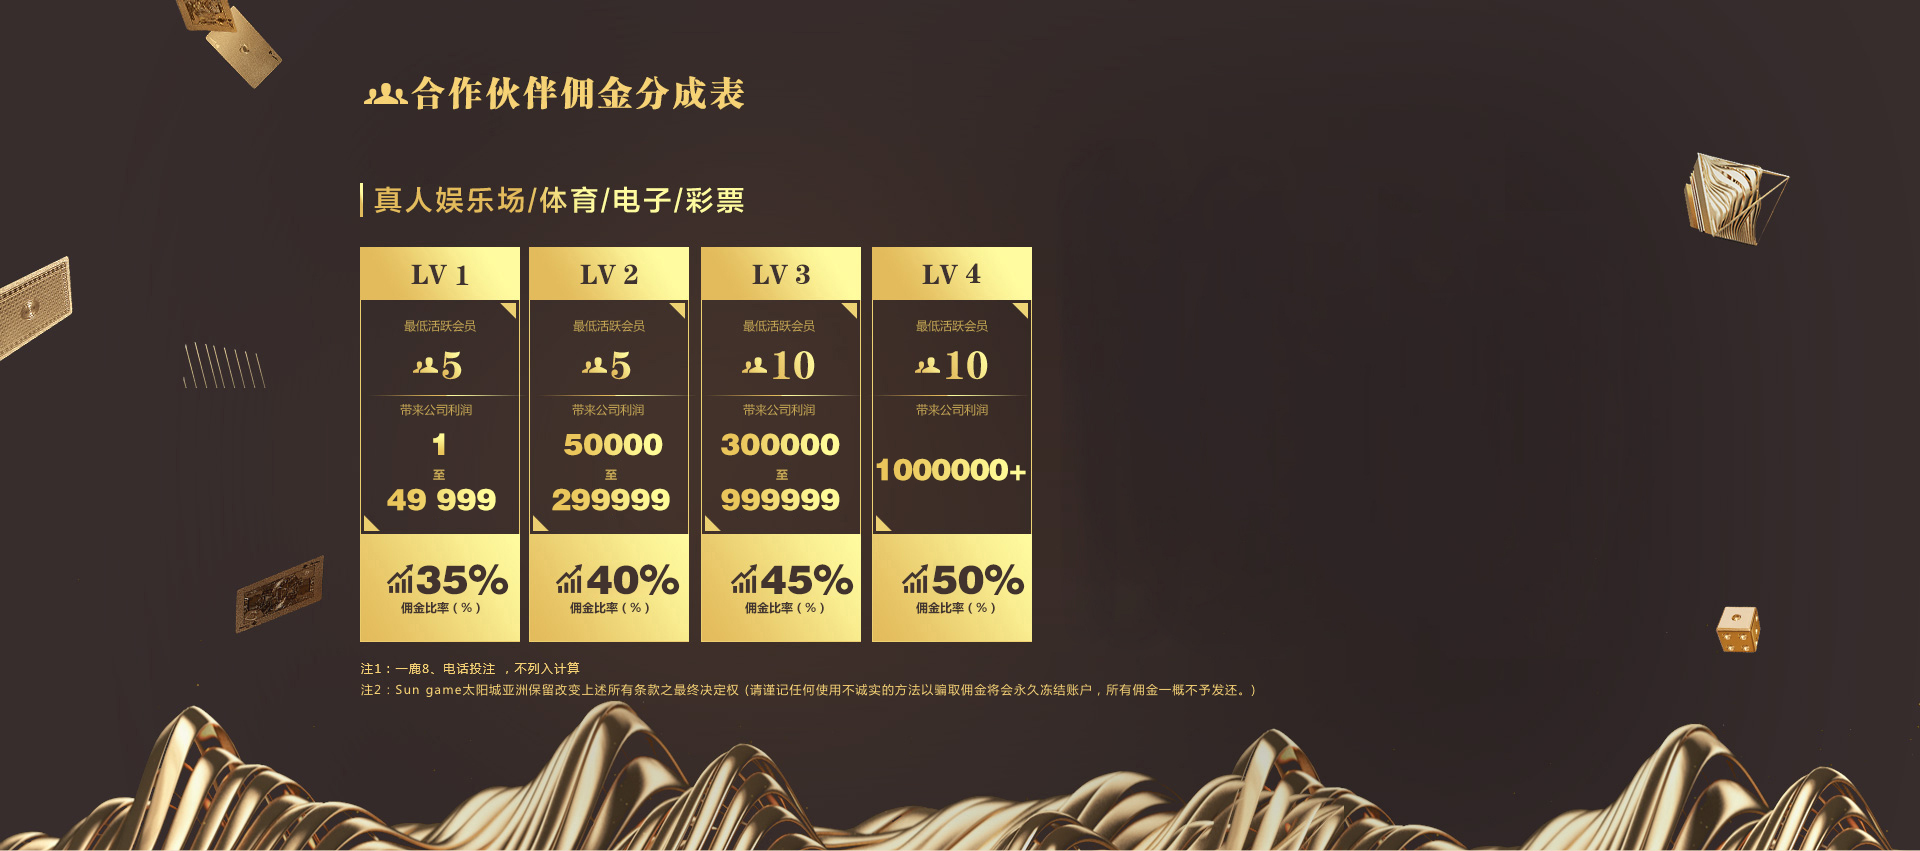 合作伙伴佣金分成表
真人娱乐场/体育/电子/彩票
LV 1
最低活跃会员
5
带来公司利润
1
至
49 999
35%
佣金比率 ( % )
LV 2
最低活跃会员
5
带来公司利润
50000
至
299999
40%
佣金比率 ( % )
LV 3
最低活跃会员
10
带来公司利润
300000
至
999999
45%
佣金比率 ( % )
LV 4
最低活跃会员
10
带来公司利润
1000000+
50%
佣金比率 ( % )
注1：一鹿8、电话投注 ，不列入计算
注2：Sun game太阳城亚洲保留改变上述所有条款之最终决定权 (请谨记任何使用不诚实的方法以骗取佣金将会永久冻结账户，所有佣金一概不予发还。)